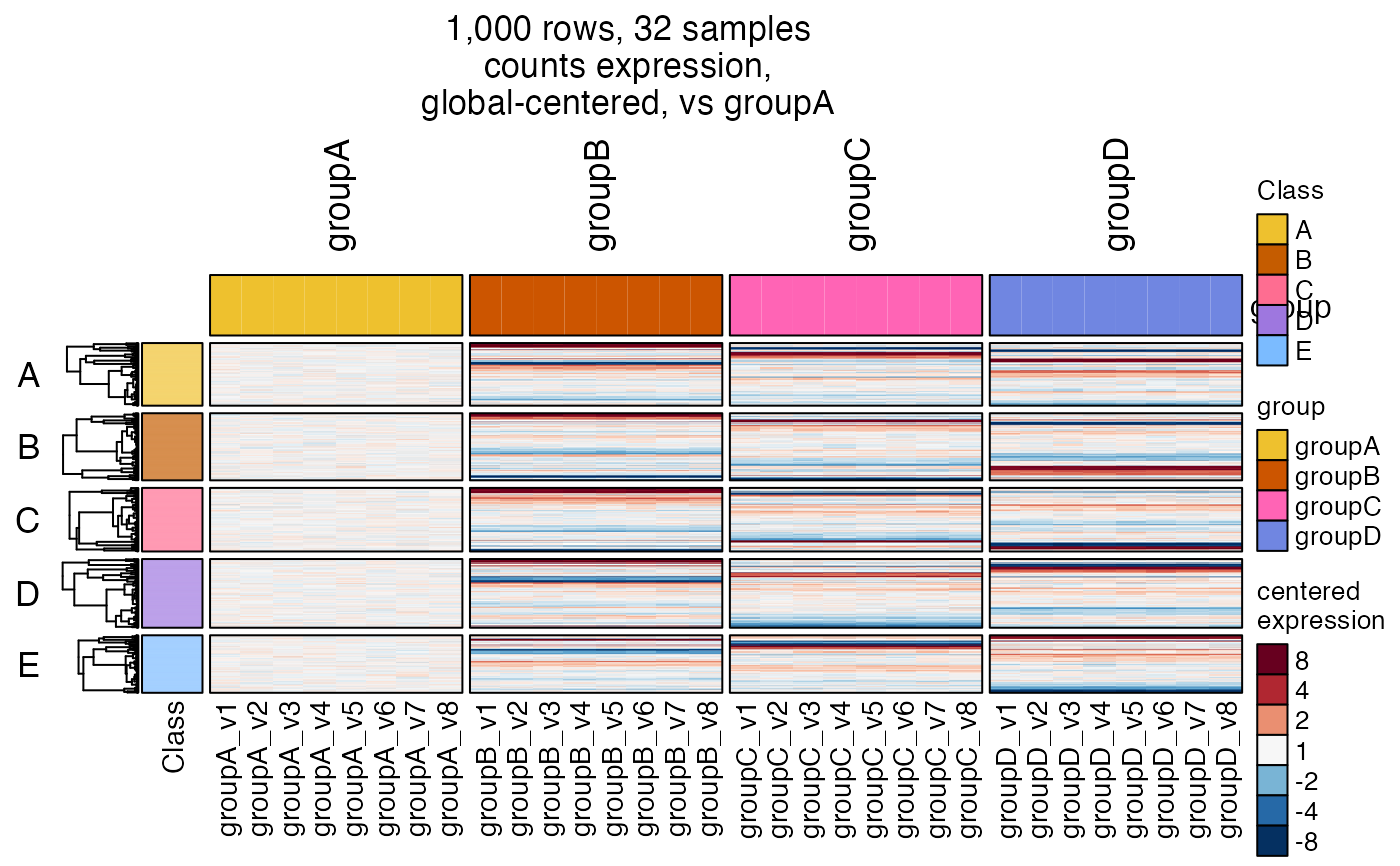 1,000 rows, 32 samples
counts expression,
global-centered, vs groupA
groupA
groupB
groupC
groupD
group
A
B
C
D
E
Class
groupA_v1
groupA_v2
groupA_v3
groupA_v4
groupA_v5
groupA_v6
groupA_v7
groupA_v8
groupB_v1
groupB_v2
groupB_v3
groupB_v4
groupB_v5
groupB_v6
groupB_v7
groupB_v8
groupC_v1
groupC_v2
groupC_v3
groupC_v4
groupC_v5
groupC_v6
groupC_v7
groupC_v8
groupD_v1
groupD_v2
groupD_v3
groupD_v4
groupD_v5
groupD_v6
groupD_v7
groupD_v8
Class
A
B
C
D
E
group
groupA
groupB
groupC
groupD
centered
expression
8
4
2
1
-2
-4
-8